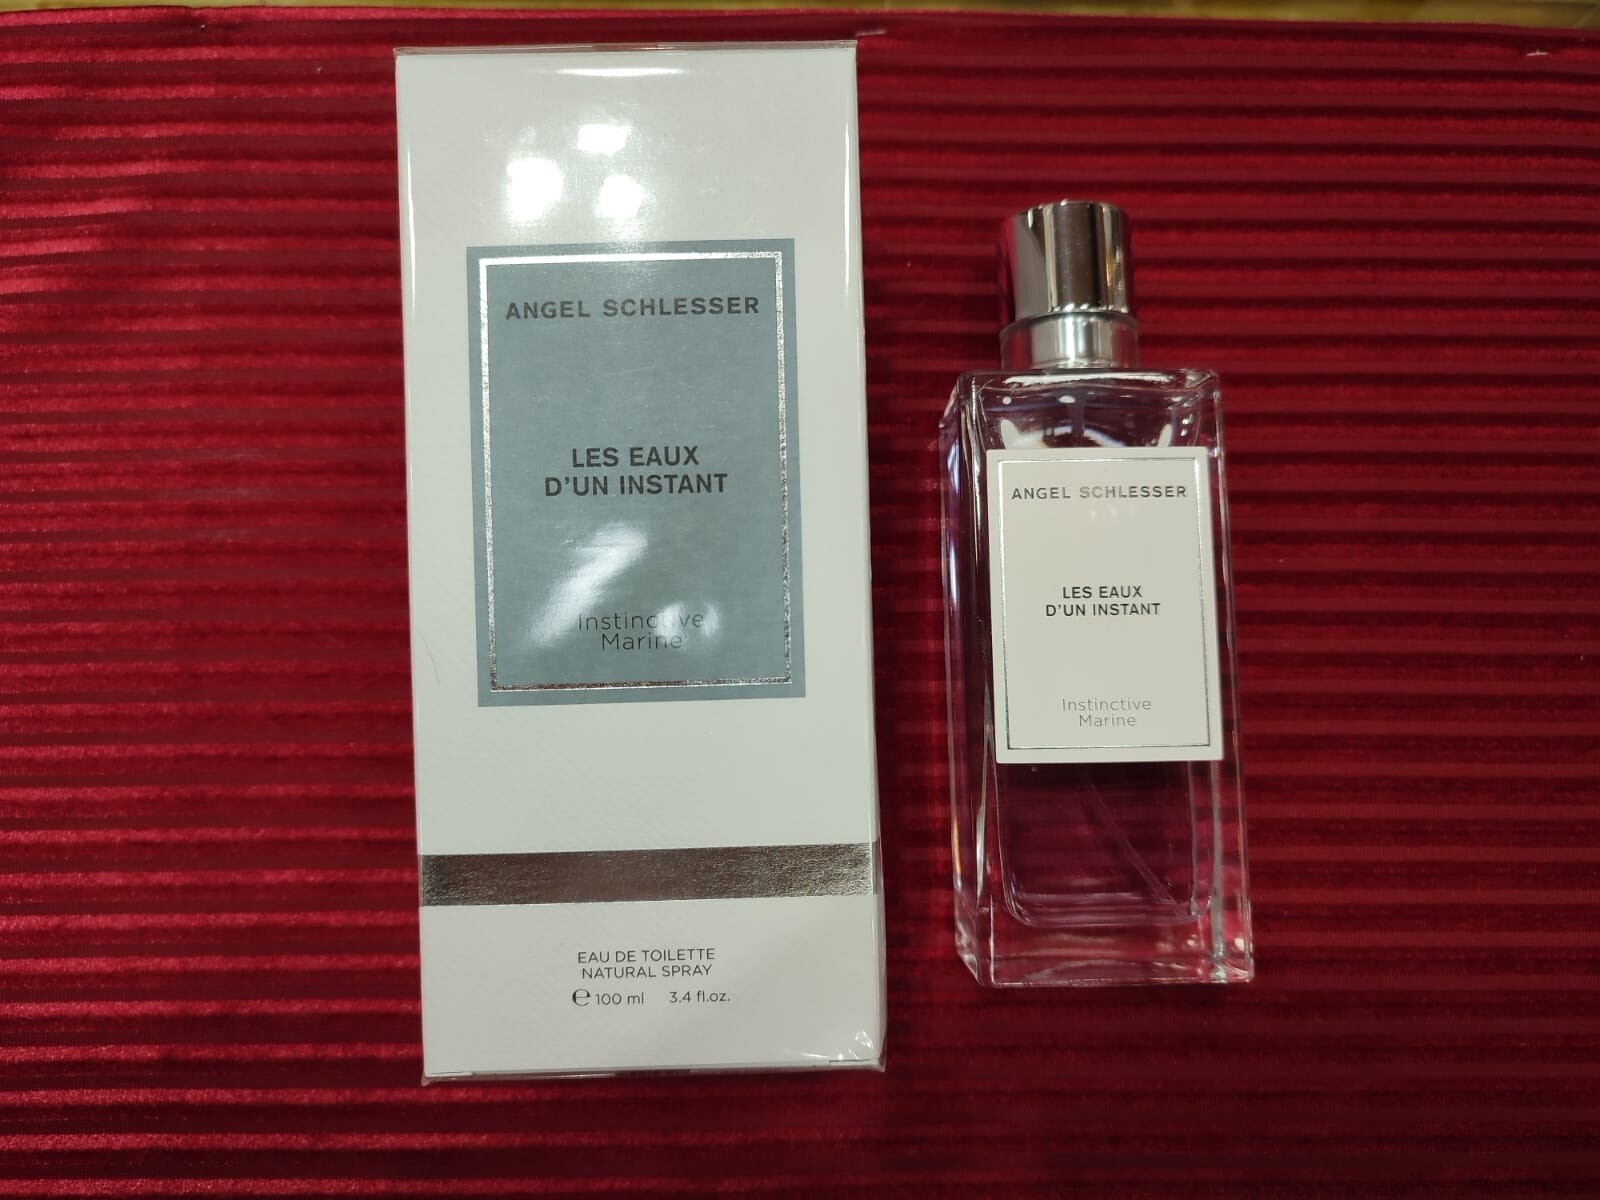 ANGEL SCHLESSER
LES EAUX
D'UN INSTANT
Instinctive
Marine
EAU DE TOILETTE
NATURAL SPRAY
℮ 100 ml 3.4 fl.oz.
ANGEL SCHLESSER
LES EAUX
D'UN INSTANT
Instinctive
Marine